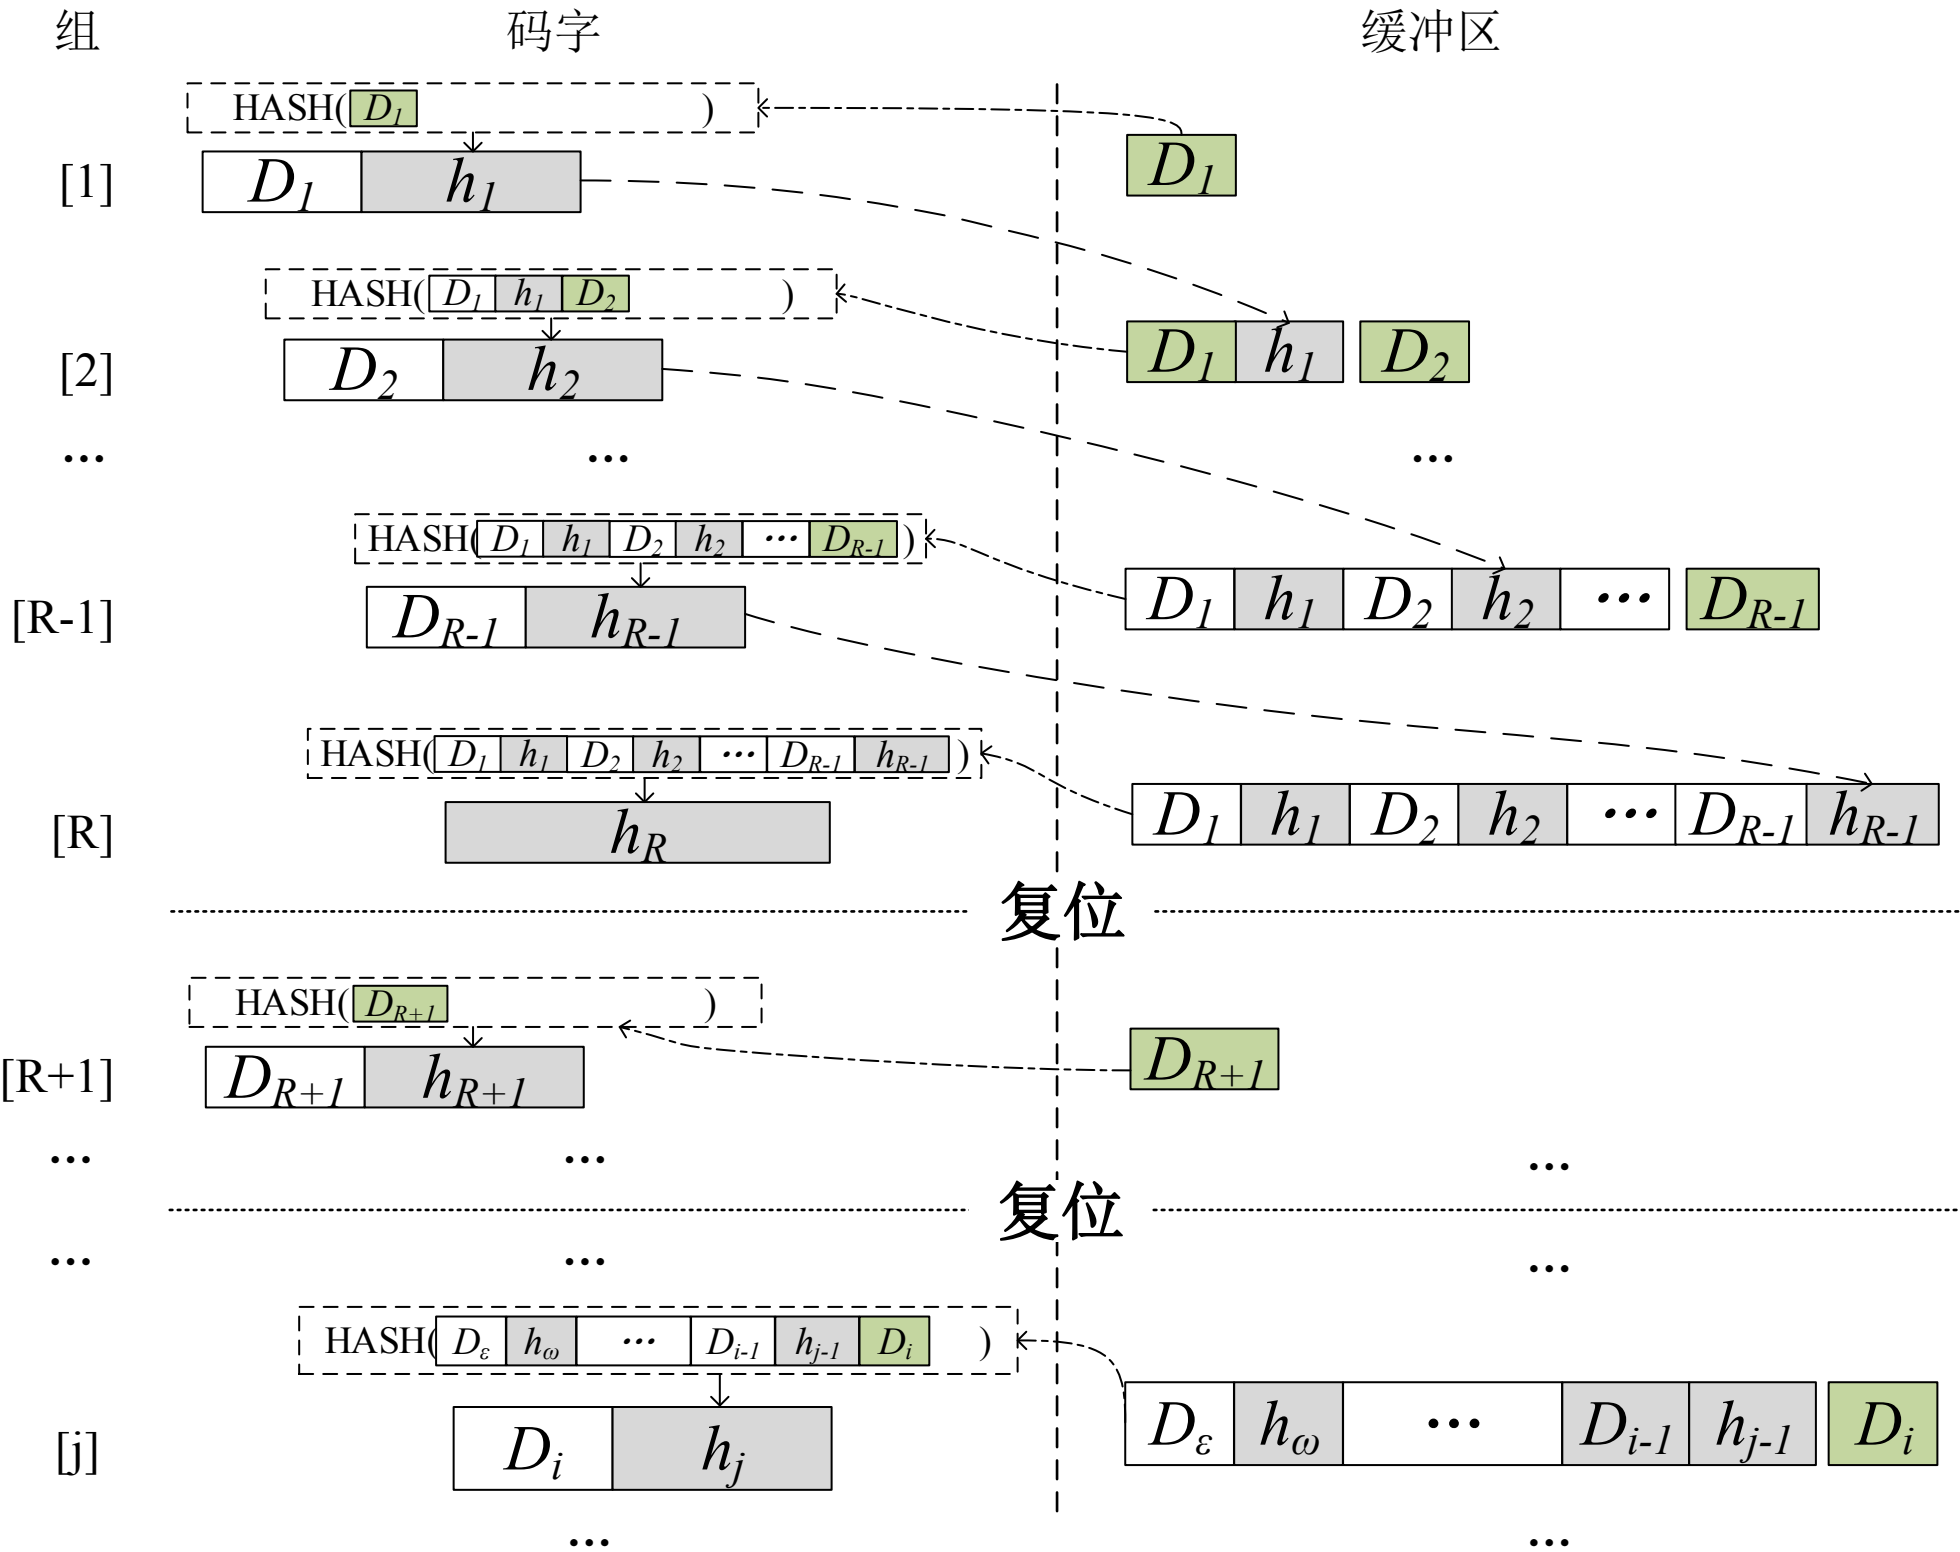 组 码字 缓冲区
HASH( D1 )
D1
[1] D1 h1
HASH( D1 h1 D2 )
D1 h1 D2
[2] D2 h2
... ... ...
HASH( D1 h1 D2 h2 ... DR-1 )
D1 h1 D2 h2 ... DR-1
[R-1] DR-1 hR-1
HASH( D1 h1 D2 h2 ... DR-1 hR-1 )
D1 h1 D2 h2 ... DR-1 hR-1
[R] hR
复位
HASH( DR+1 )
DR+1
[R+1] DR+1 hR+1
... ... ...
复位
... ... ...
HASH( Dε hω ... Di-1 hj-1 Di )
Dε hω ... Di-1 hj-1 Di
[j] Di hj
... ...